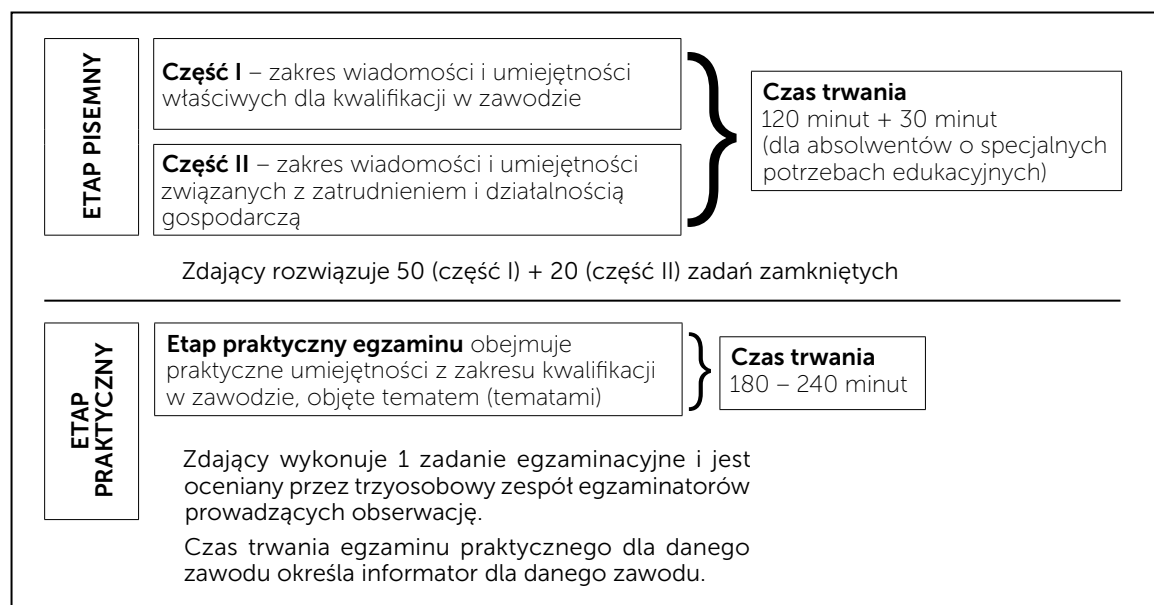 ETAP PISEMNY
Część I – zakres wiadomości i umiejętności
właściwych dla kwalifikacji w zawodzie
Część II – zakres wiadomości i umiejętności
związanych z zatrudnieniem i działalnością
gospodarczą
Czas trwania
120 minut + 30 minut
(dla absolwentów o specjalnych
potrzebach edukacyjnych)
Zdający rozwiązuje 50 (część I) + 20 (część II) zadań zamkniętych
ETAP
PRAKTYCZNY
Etap praktyczny egzaminu obejmuje
praktyczne umiejętności z zakresu kwalifikacji
w zawodzie, objęte tematem (tematami)
Czas trwania
180 – 240 minut
Zdający wykonuje 1 zadanie egzaminacyjne i jest
oceniany przez trzyosobowy zespół egzaminatorów
prowadzących obserwację.
Czas trwania egzaminu praktycznego dla danego
zawodu określa informator dla danego zawodu.